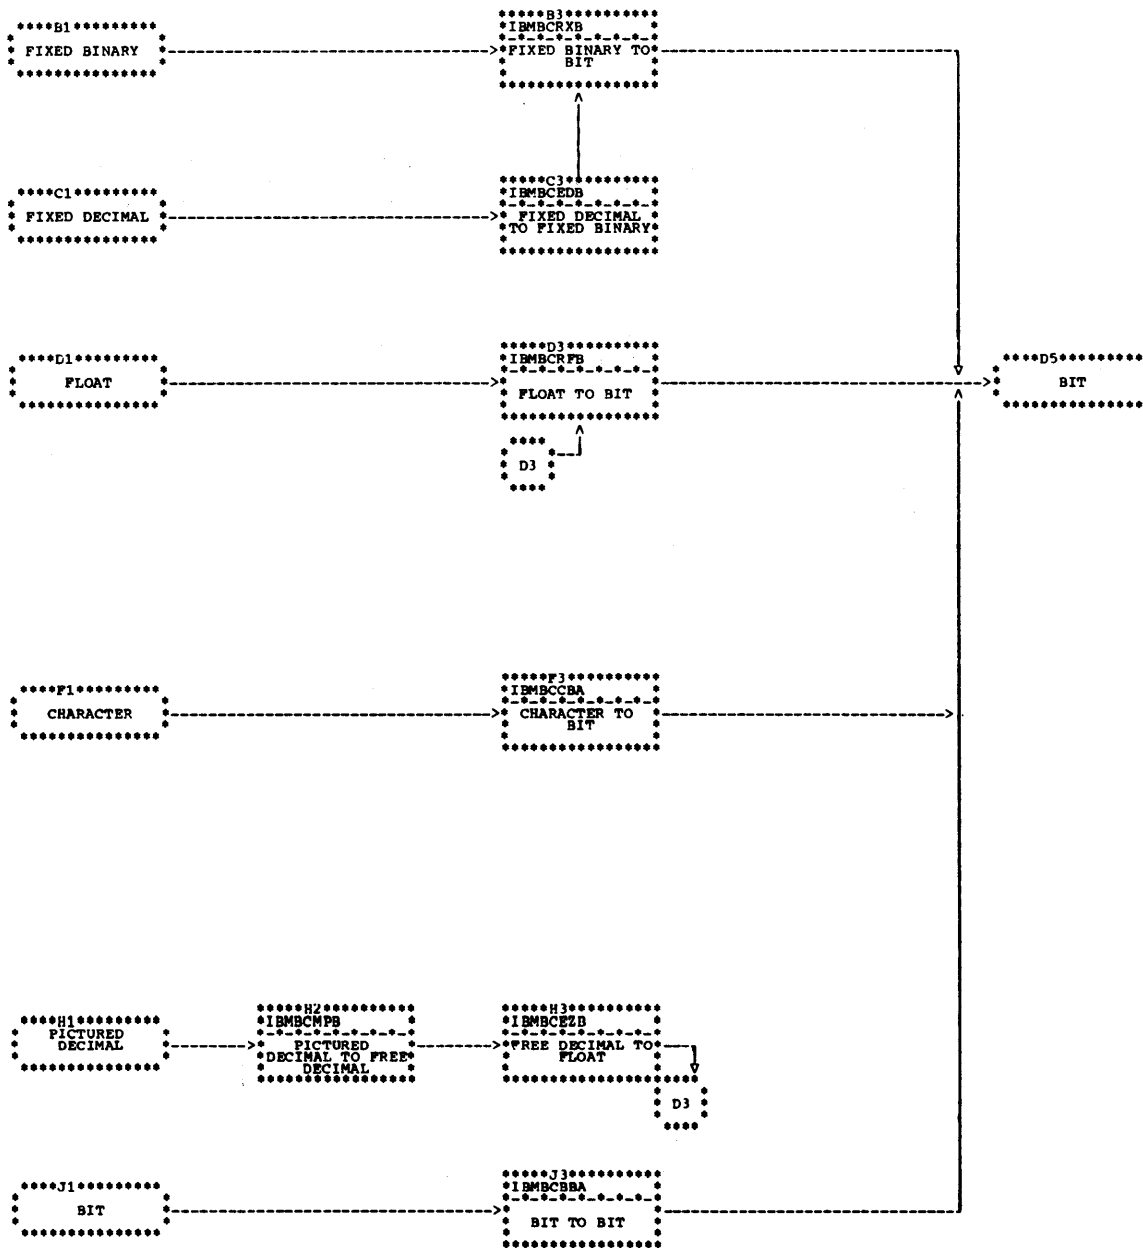 B1
FIXED BINARY
B3
IBMBCRXB
FIXED BINARY TO
BIT
C1
FIXED DECIMAL
C3
IBMBCEDB
FIXED DECIMAL
TO FIXED BINARY
D1
FLOAT
D3
IBMBCRFB
FLOAT TO BIT
D5
BIT
D3
F1
CHARACTER
F3
IBMBCCBA
CHARACTER TO
BIT
H1
PICTURED
DECIMAL
H2
IBMBCMPB
PICTURED
DECIMAL TO FREE
DECIMAL
H3
IBMBCEZB
FREE DECIMAL TO
FLOAT
D3
J1
BIT
J3
IBMBCBBA
BIT TO BIT